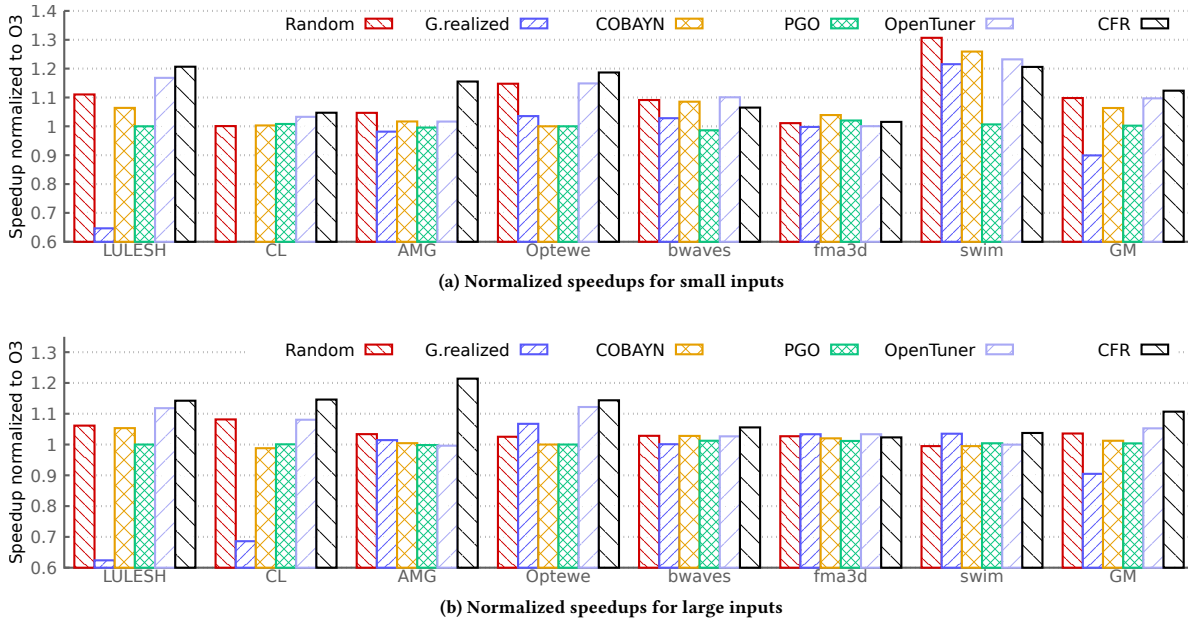 Speedup normalized to O3
1.4
1.3
1.2
1.1
1
0.9
0.8
0.7
0.6
Random G.realized COBAYN PGO OpenTuner CFR
LULESH CL AMG Optewe bwaves fma3d swim GM
(a) Normalized speedups for small inputs
Speedup normalized to O3
1.3
1.2
1.1
1
0.9
0.8
0.7
0.6
Random G.realized COBAYN PGO OpenTuner CFR
LULESH CL AMG Optewe bwaves fma3d swim GM
(b) Normalized speedups for large inputs